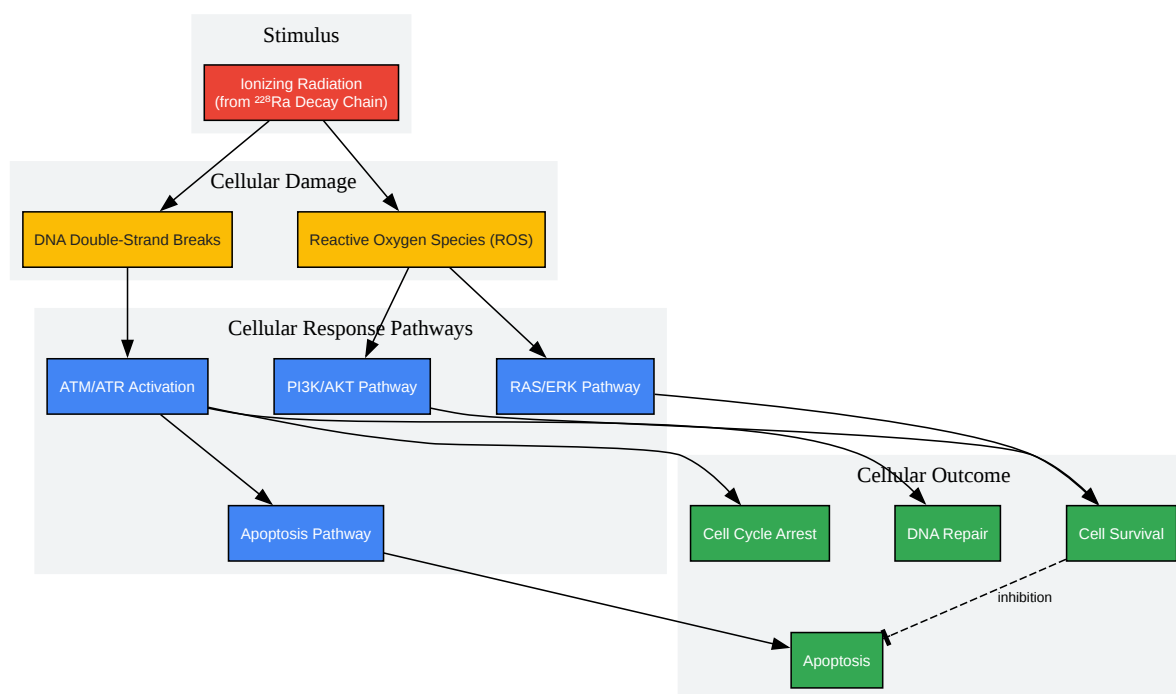 Stimulus
Ionizing Radiation
(from ²²⁸Ra Decay Chain)
Cellular Damage
DNA Double-Strand Breaks
Reactive Oxygen Species (ROS)
Cellular Response Pathways
ATM/ATR Activation
PI3K/AKT Pathway
RAS/ERK Pathway
Cellular Outcome
Apoptosis Pathway
Cell Cycle Arrest
DNA Repair
Cell Survival
inhibition
Apoptosis